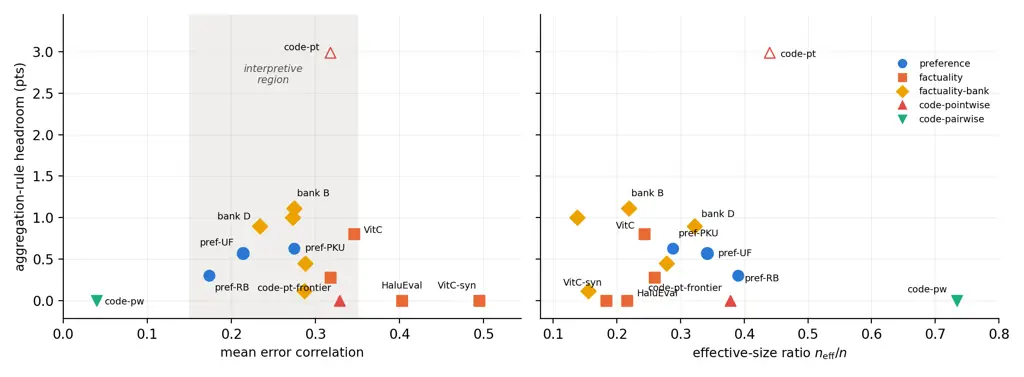 aggregation-rule headroom (pts)
3.0
2.5
2.0
1.5
1.0
0.5
0.0
code-pt
interpretive
region
bank B
bank D
VitC
pref-UF
pref-PKU
pref-RB
code-pt-frontier
HaluEval
VitC-syn
code-pw
0.0
0.1
0.2
0.3
0.4
0.5
mean error correlation
code-pt
preference
factuality
factuality-bank
code-pointwise
code-pairwise
bank B
bank D
VitC
pref-PKU
pref-UF
pref-RB
VitC-syn
HaluEval
code-pt-frontier
code-pw
0.1
0.2
0.3
0.4
0.5
0.6
0.7
0.8
effective-size ratio neff/n